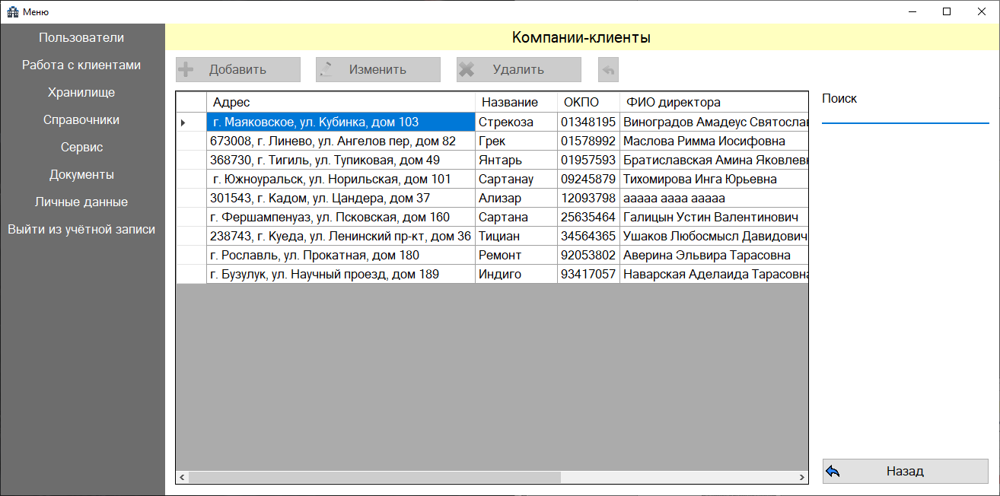 Меню
Пользователи
Работа с клиентами
Хранилище
Справочники
Сервис
Документы
Личные данные
Выйти из учётной записи
Компании-клиенты
Добавить Изменить Удалить
Адрес Название ОКПО ФИО директора
г. Маяковское, ул. Кубинка, дом 103 Стрекоза 01348195 Виноградов Амадеус Святослав
673008, г. Линево, ул. Ангелов пер, дом 82 Грек 01578992 Маслова Римма Иосифовна
368730, г. Тигиль, ул. Тупиковая, дом 49 Янтарь 01957593 Братиславская Амина Яковлевн
г. Южноуральск, ул. Норильская, дом 101 Сартанау 09245879 Тихомирова Инга Юрьевна
301543, г. Кадом, ул. Цандера, дом 37 Ализар 12093798 ааааа аааа ааааа
г. Фершампенуаз, ул. Псковская, дом 160 Сартана 25635464 Галицын Устин Валентинович
238743, г. Куеда, ул. Ленинский пр-кт, дом 36 Тициан 34564365 Ушаков Любосмысл Давидович
г. Рославль, ул. Прокатная, дом 180 Ремонт 92053802 Аверина Эльвира Тарасовна
г. Бузулук, ул. Научный проезд, дом 189 Индиго 93417057 Наварская Аделаида Тарасовна
Поиск
Назад